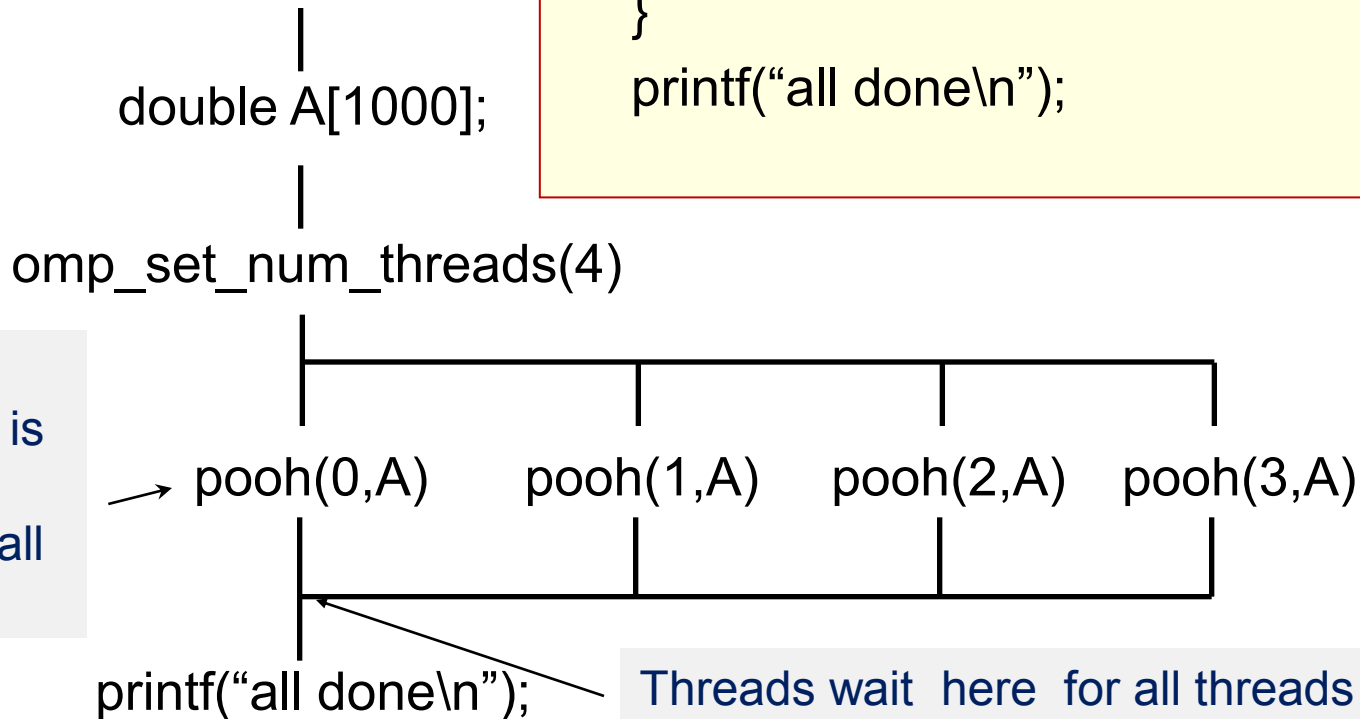 }
printf(“all done\n”);
double A[1000];
omp_set_num_threads(4)
is
all
pooh(0,A) pooh(1,A) pooh(2,A) pooh(3,A)
printf(“all done\n”);
Threads wait here for all threads